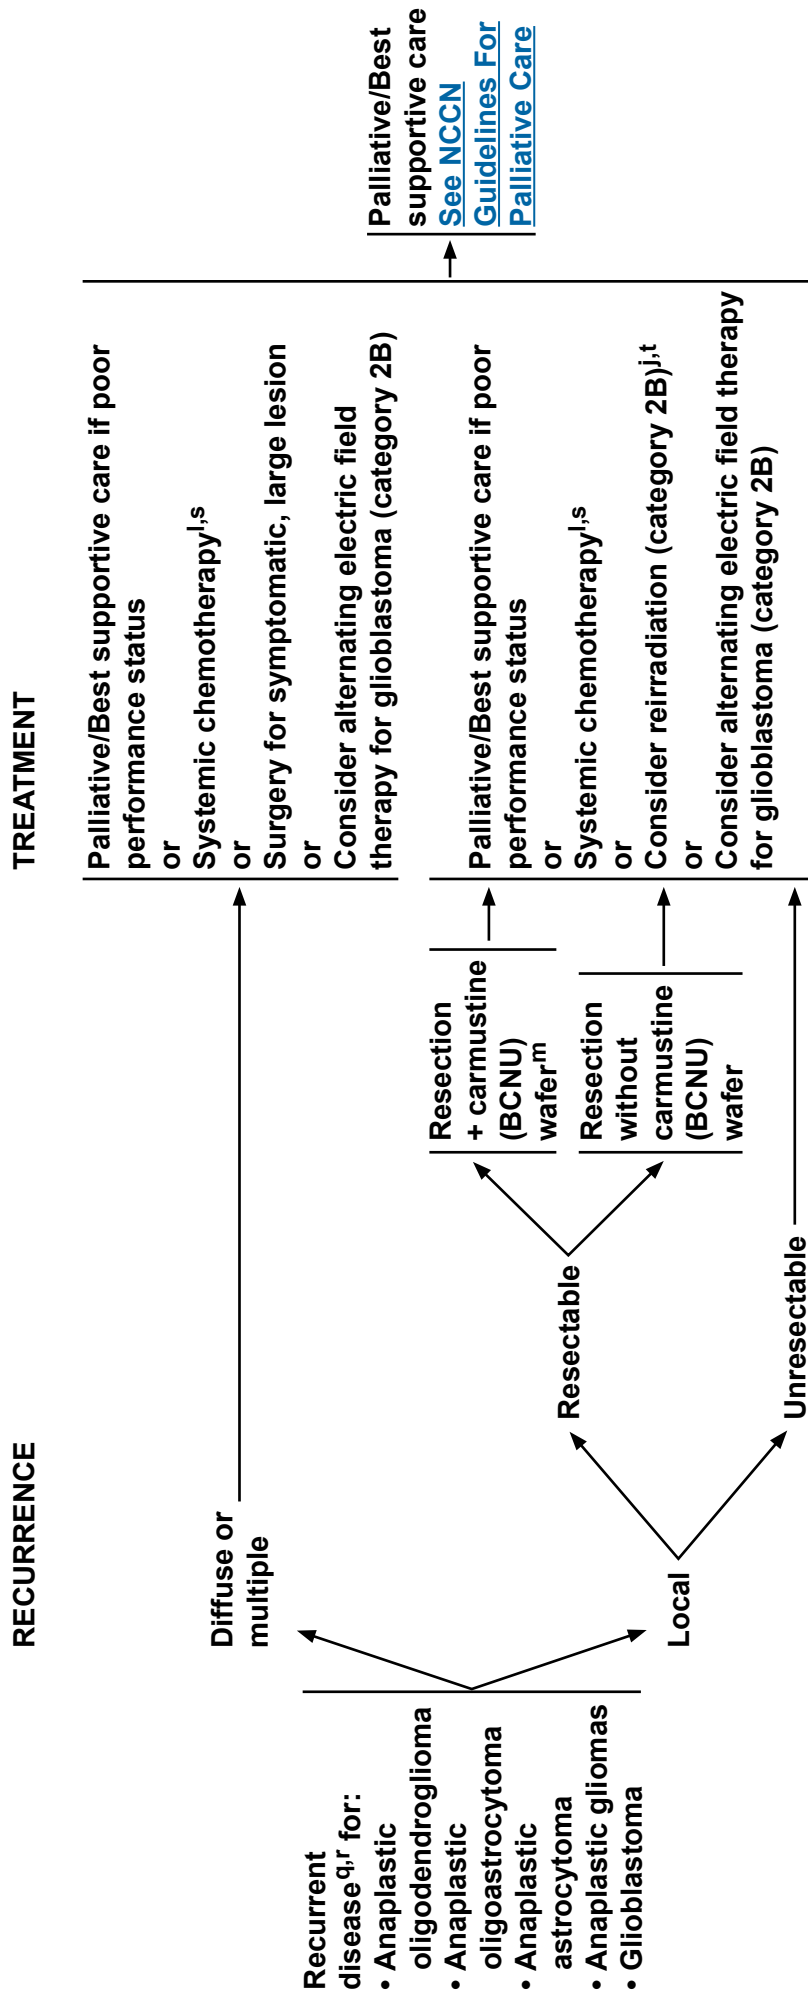 RECURRENCE
TREATMENT
Recurrent
disease q,r for:
• Anaplastic
oligodendroglioma
• Anaplastic
oligoastrocytoma
• Anaplastic
astrocytoma
• Anaplastic gliomas
• Glioblastoma
Diffuse or
multiple
Local
Resectable
Unresectable
Resection
+ carmustine
(BCNU)
wafer m
Resection
without
carmustine
(BCNU)
wafer
Palliative/Best supportive care if poor
performance status
or
Systemic chemotherapy l,s
or
Surgery for symptomatic, large lesion
or
Consider alternating electric field
therapy for glioblastoma (category 2B)
Palliative/Best supportive care if poor
performance status
or
Systemic chemotherapy l,s
or
Consider reirradiation (category 2B) j,t
or
Consider alternating electric field therapy
for glioblastoma (category 2B)
Palliative/Best
supportive care
See NCCN
Guidelines For
Palliative Care